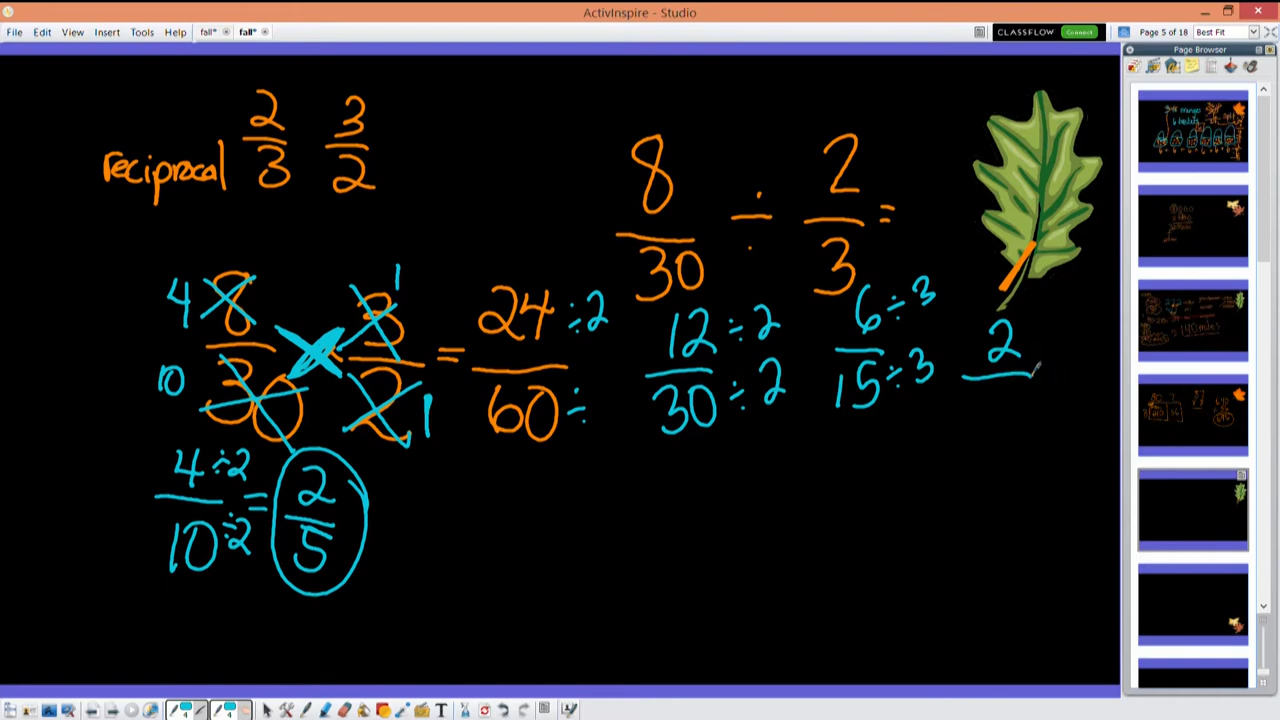 ActivInspire - Studio
File Edit View Insert Tools Help fall* fall* CLASSFLOW Connect Page 5 of 18 Best Fit
Page Browser
reciprocal 2/3 3/2
8/30 ÷ 2/3 =
4 8/30 10 × 1 3/2 1 = 24/60 ÷2 ÷ 12/30 ÷2 ÷2 6/15 ÷3 ÷3 2
4/10 ÷2 ÷2 = 2/5
4 4 T